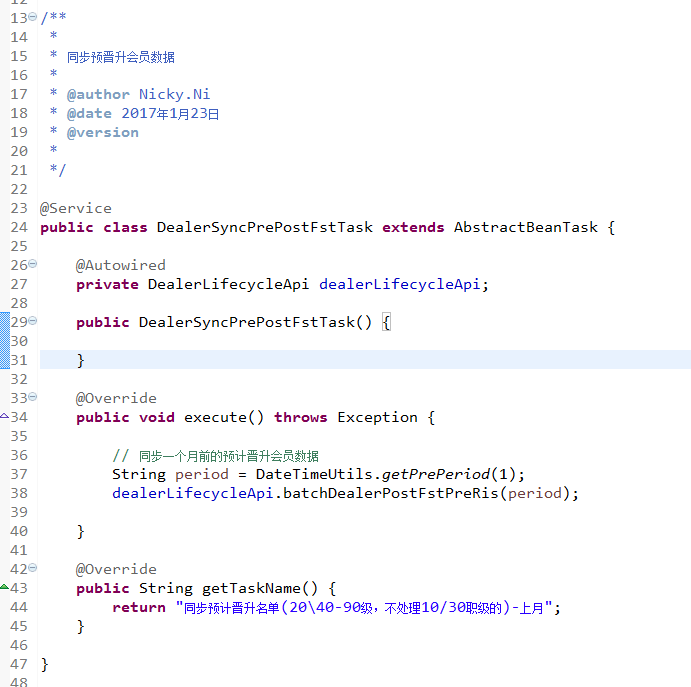 12
13 /**
14  *
15  * 同步预晋升会员数据
16  *
17  * @author Nicky.Ni
18  * @date 2017年1月23日
19  * @version
20  *
21  */
22
23 @Service
24 public class DealerSyncPrePostFstTask extends AbstractBeanTask {
25
26     @Autowired
27     private DealerLifecycleApi dealerLifecycleApi;
28
29     public DealerSyncPrePostFstTask() {
30
31     }
32
33     @Override
34     public void execute() throws Exception {
35
36         // 同步一个月前的预计晋升会员数据
37         String period = DateTimeUtils.getPrePeriod(1);
38         dealerLifecycleApi.batchDealerPostFstPreRis(period);
39
40     }
41
42     @Override
43     public String getTaskName() {
44         return "同步预计晋升名单(20\40-90级，不处理10/30职级的)-上月";
45     }
46
47 }
48